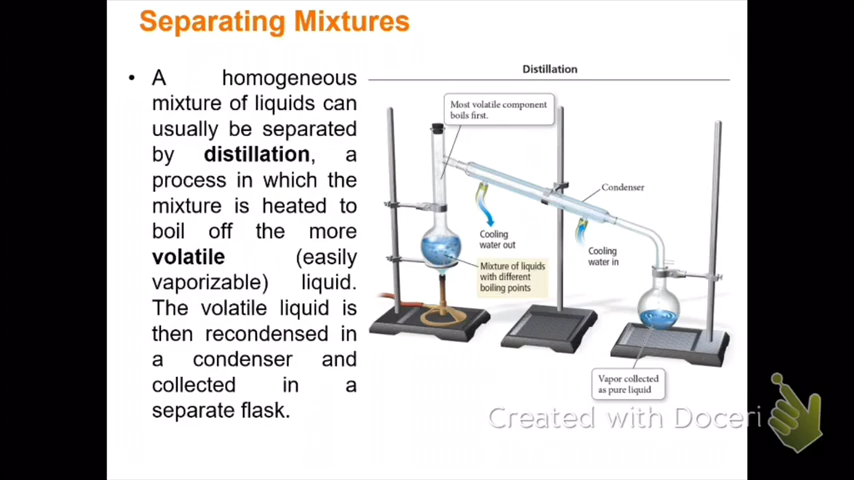 Separating Mixtures
• A homogeneous
mixture of liquids can
usually be separated
by distillation, a
process in which the
mixture is heated to
boil off the more
volatile (easily
vaporizable) liquid.
The volatile liquid is
then recondensed in
a condenser and
collected in a
separate flask.
Distillation
Most volatile component
boils first.
Condenser
Cooling
water out
Cooling
water in
Mixture of liquids
with different
boiling points
Vapor collected
as pure liquid
Created with Doceri